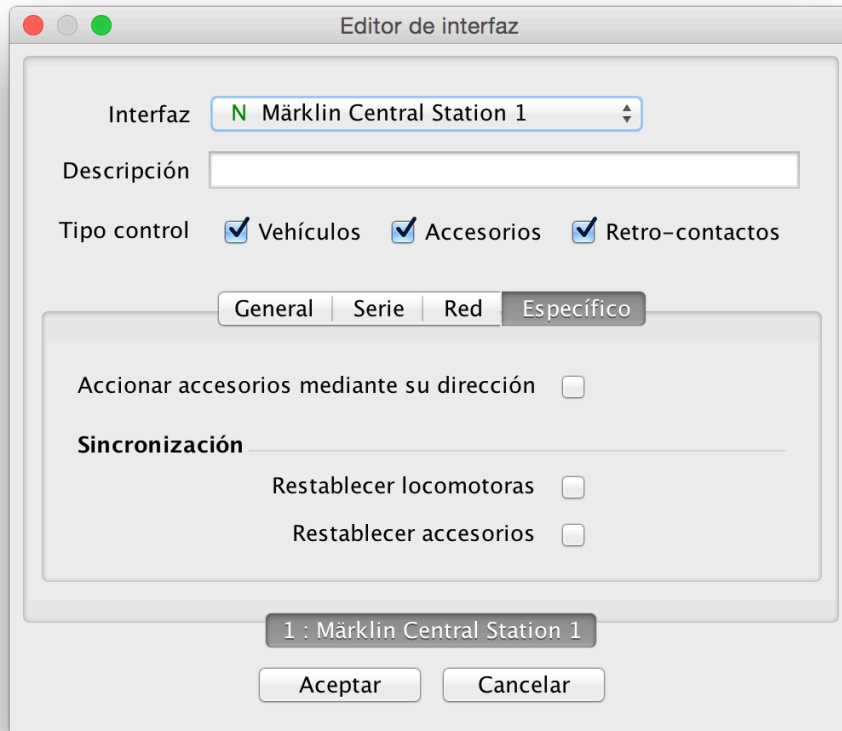 Editor de interfaz
Interfaz N Märklin Central Station 1
Descripción
Tipo control Vehículos Accesorios Retro-contactos
General Serie Red Específico
Accionar accesorios mediante su dirección
Sincronización
Restablecer locomotoras
Restablecer accesorios
1 : Märklin Central Station 1
Aceptar Cancelar